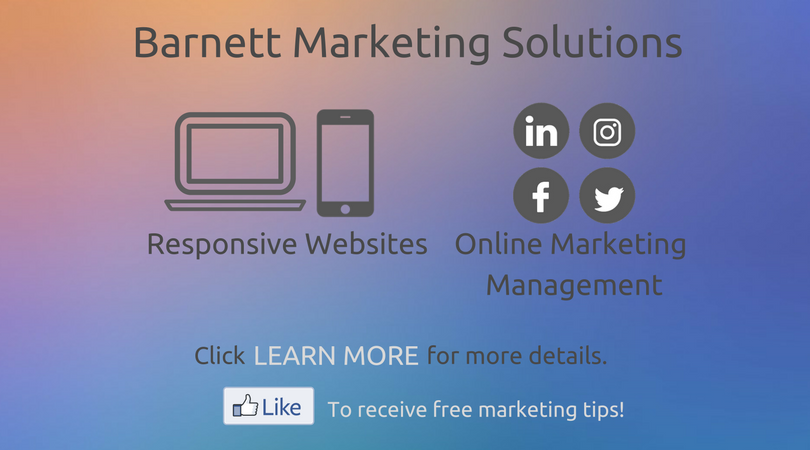 Barnett Marketing Solutions
in
Responsive Websites
Online Marketing
Management
Click LEARN MORE for more details.
Like To receive free marketing tips!